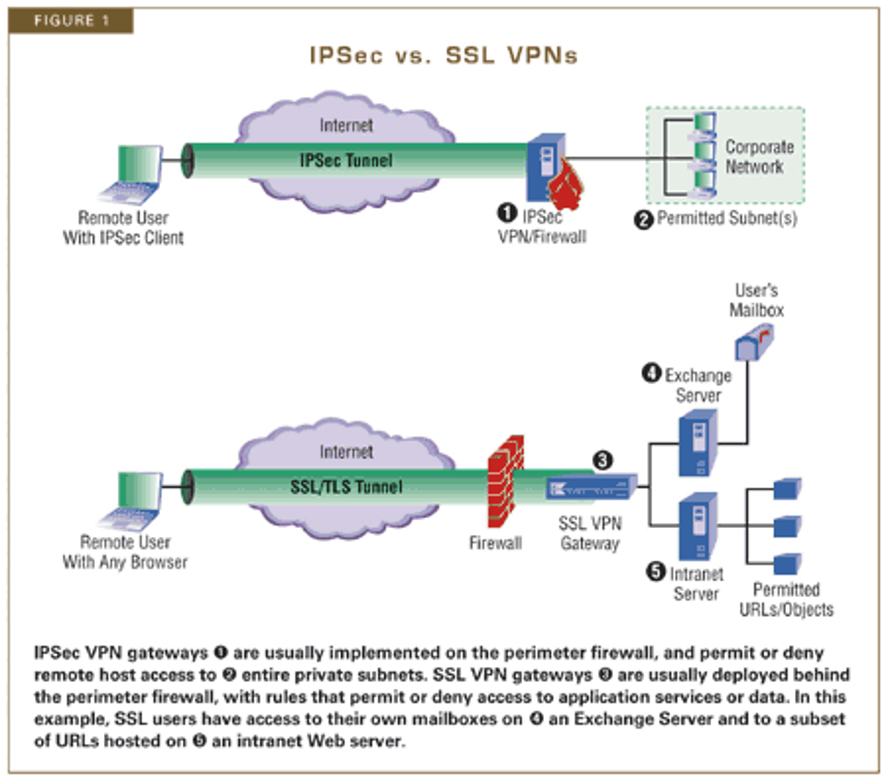 FIGURE 1
IPSec vs. SSL VPNs
Internet
IPSec Tunnel
Remote User
With IPSec Client
❶ IPSec
VPN/Firewall
Corporate
Network
❷ Permitted Subnet(s)
User's
Mailbox
❹ Exchange
Server
Internet
SSL/TLS Tunnel
Remote User
With Any Browser
Firewall
❸
SSL VPN
Gateway
❺ Intranet
Server
Permitted
URLs/Objects
IPSec VPN gateways ❶ are usually implemented on the perimeter firewall, and permit or deny
remote host access to ❷ entire private subnets. SSL VPN gateways ❸ are usually deployed behind
the perimeter firewall, with rules that permit or deny access to application services or data. In this
example, SSL users have access to their own mailboxes on ❹ an Exchange Server and to a subset
of URLs hosted on ❺ an intranet Web server.